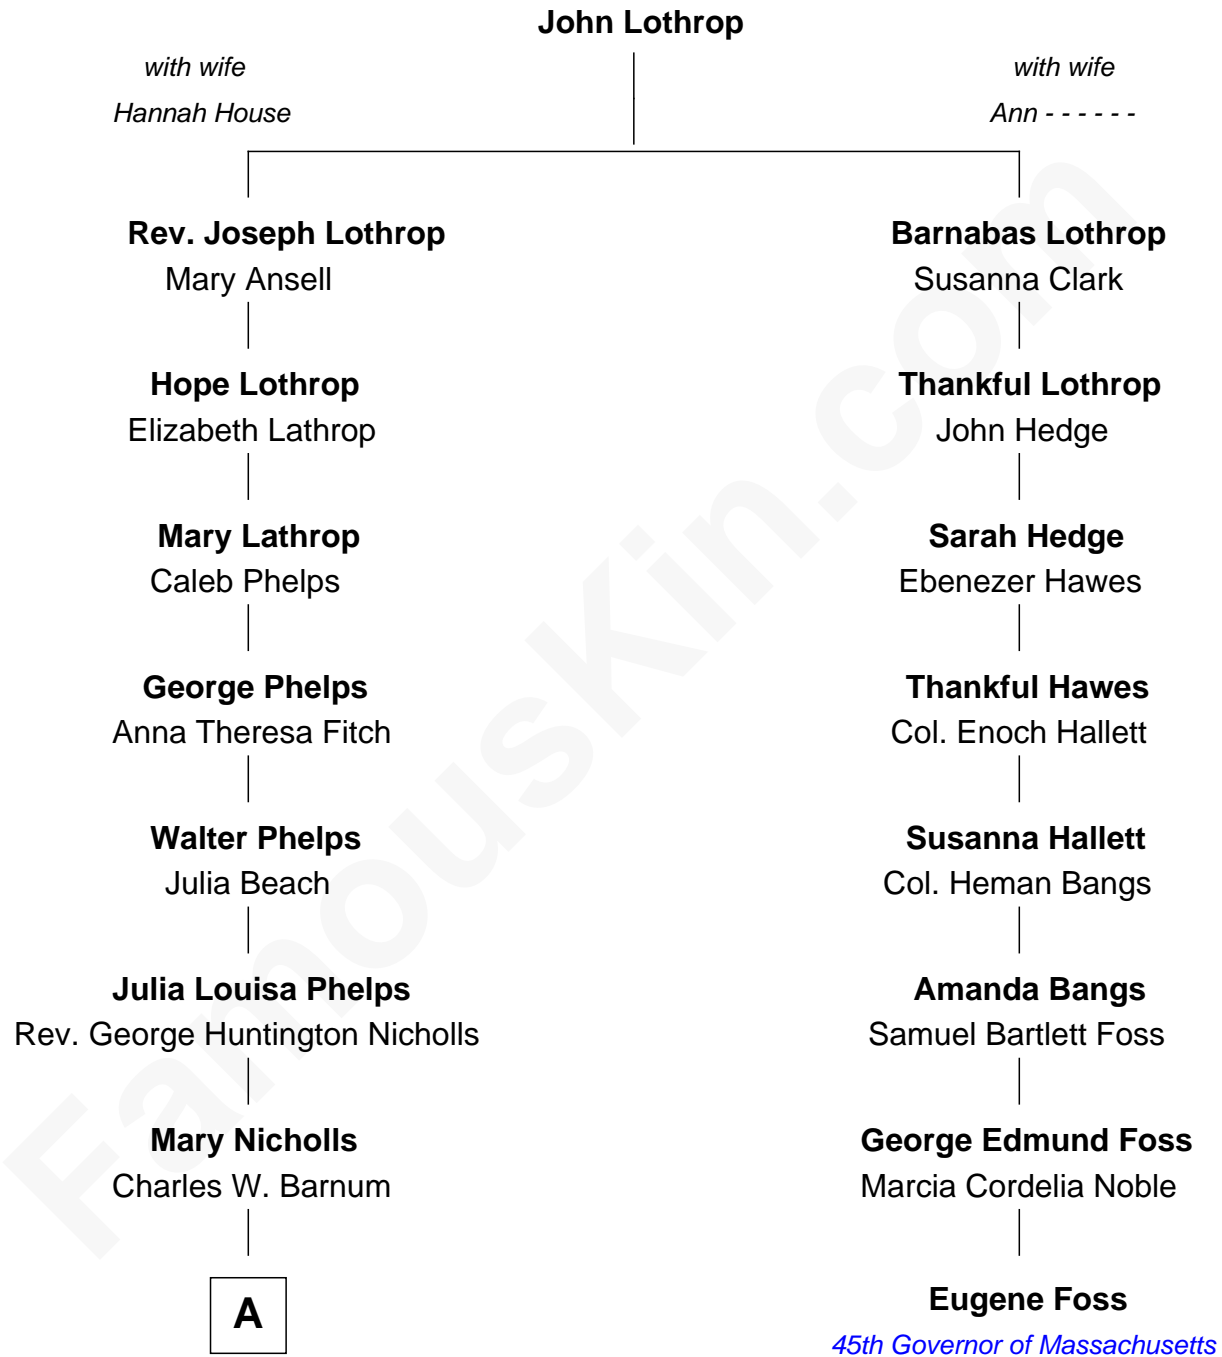 John Lothrop
with wife
Hannah House
with wife
Ann - - - - - -
Rev. Joseph Lothrop
Mary Ansell
Barnabas Lothrop
Susanna Clark
Hope Lothrop
Elizabeth Lathrop
Thankful Lothrop
John Hedge
Mary Lathrop
Caleb Phelps
Sarah Hedge
Ebenezer Hawes
George Phelps
Anna Theresa Fitch
Thankful Hawes
Col. Enoch Hallett
Walter Phelps
Julia Beach
Susanna Hallett
Col. Heman Bangs
Julia Louisa Phelps
Rev. George Huntington Nicholls
Amanda Bangs
Samuel Bartlett Foss
Mary Nicholls
Charles W. Barnum
George Edmund Foss
Marcia Cordelia Noble
A
Eugene Foss
45th Governor of Massachusetts
FamousKin.com